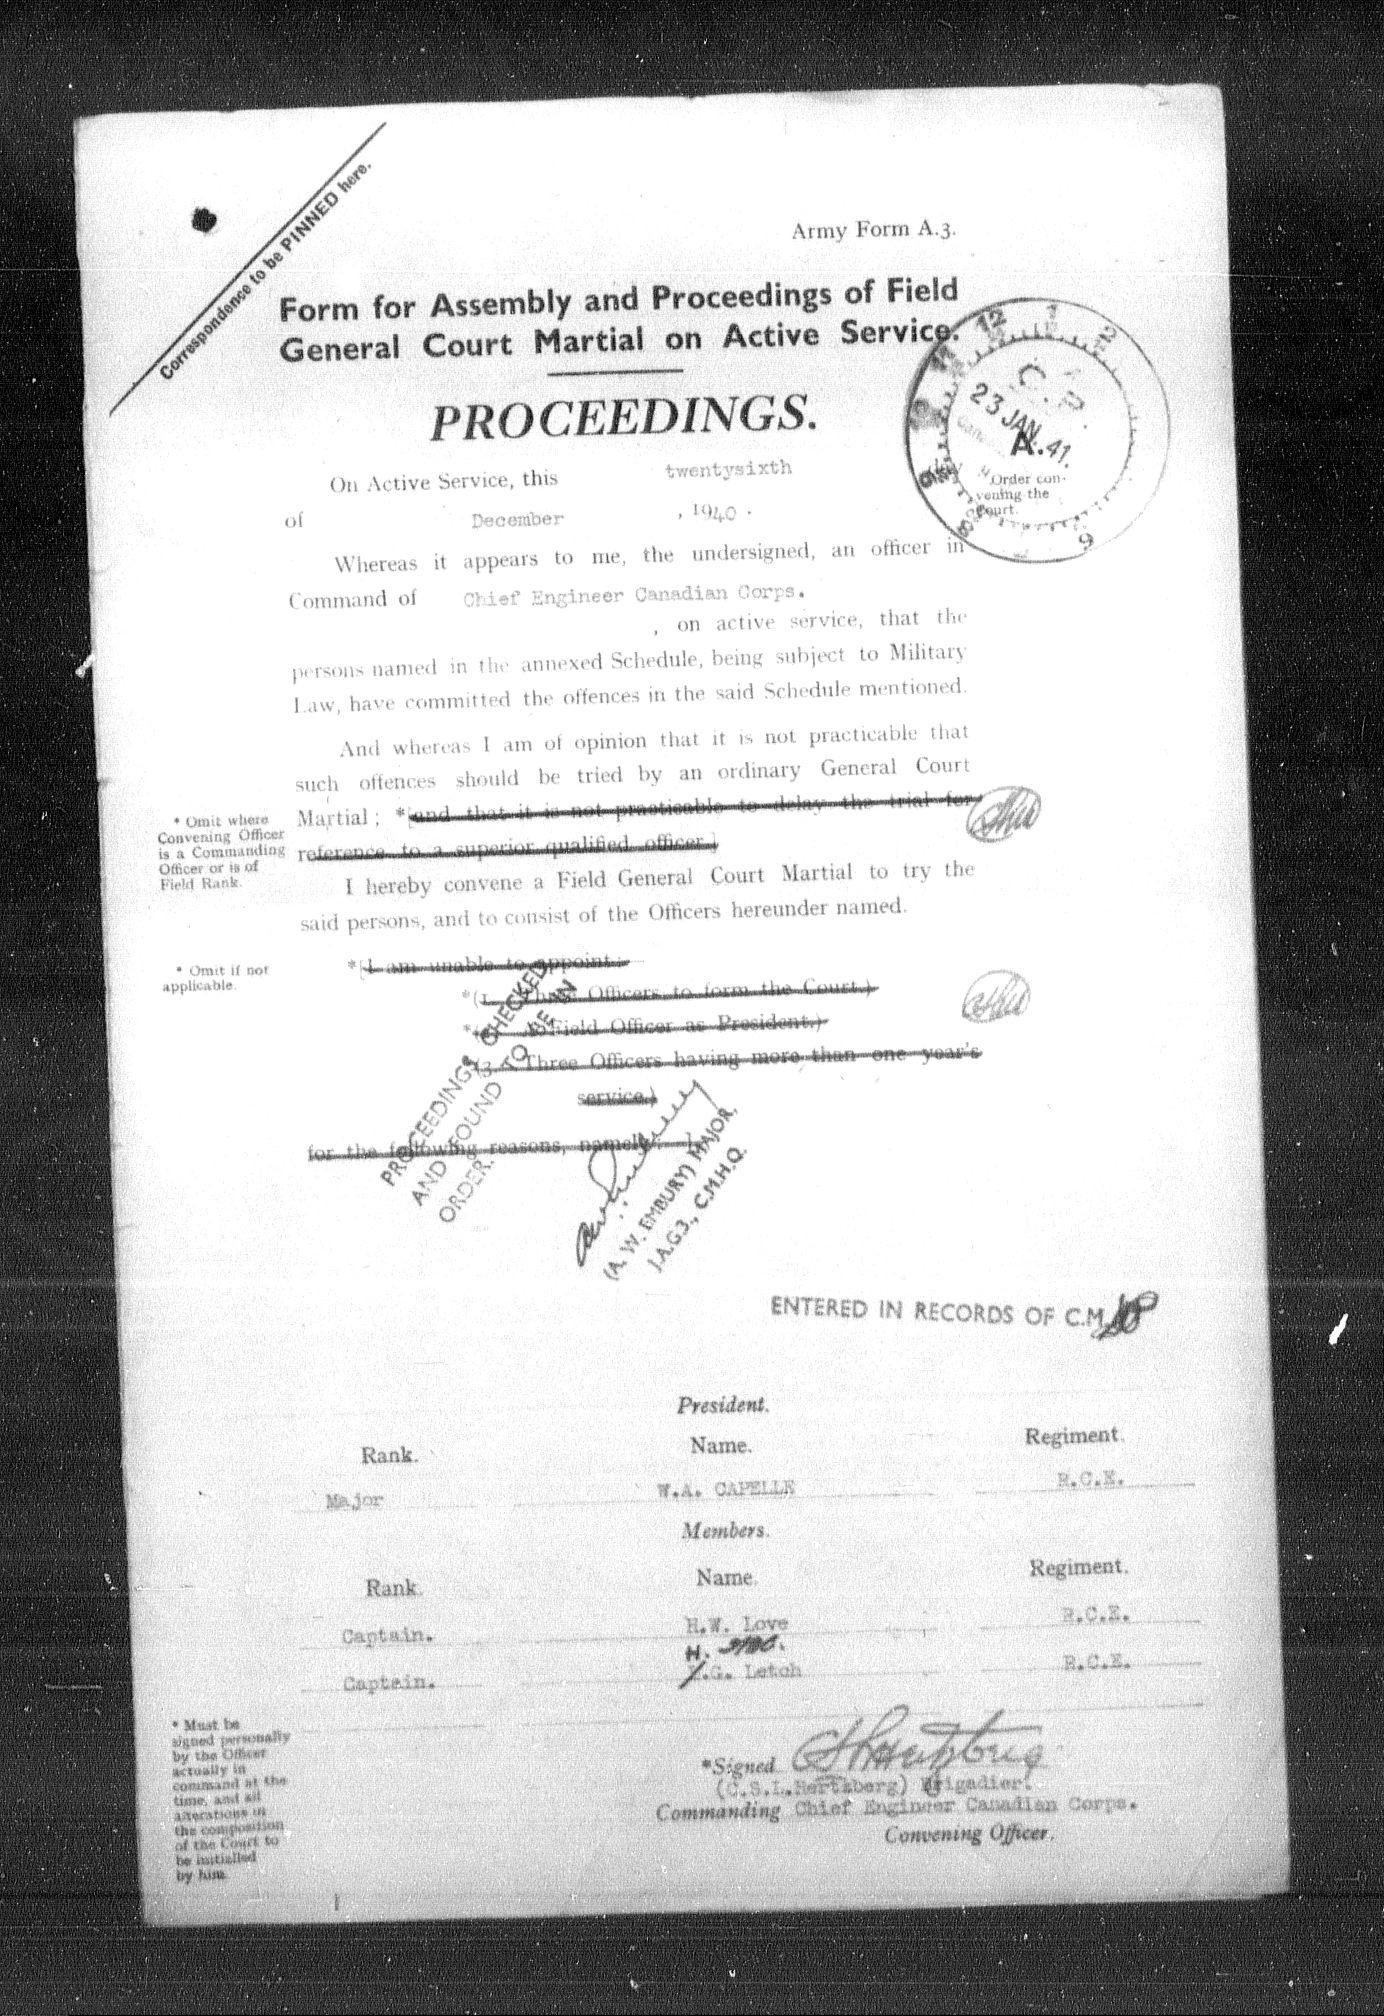 Correspondence to be PINNED here.
Army Form A.3.
Form for Assembly and Proceedings of Field
General Court Martial on Active Service.
PROCEEDINGS.
12 1 2
C.P.
23 JAN. 41.
A.
Order con-
vening the
Court.
6
On Active Service, this twentysixth day
of December , 1940 .
Whereas it appears to me, the undersigned, an officer in
Command of Chief Engineer Canadian Corps.
, on active service, that the
persons named in the annexed Schedule, being subject to Military
Law, have committed the offences in the said Schedule mentioned.
And whereas I am of opinion that it is not practicable that
such offences should be tried by an ordinary General Court
Martial ; *[and that it is not practicable to delay the trial for
reference to a superior qualified officer.]
* Omit where
Convening Officer
is a Commanding
Officer or is of
Field Rank.
I hereby convene a Field General Court Martial to try the
said persons, and to consist of the Officers hereunder named.
* Omit if not
applicable.
*[I am unable to appoint :
*(1. Three Officers to form the Court.)
*(2. A Field Officer as President.)
*(3. Three Officers having more than one year's
service.)
for the following reasons, namely : ]
PROCEEDINGS CHECKED
AND FOUND TO BE IN
ORDER.
(A. W. EMBURY) MAJOR,
J.A.G3., C.M.H.Q.
ENTERED IN RECORDS OF C.M.
President.
Rank. Name. Regiment.
Major W.A. CAPELLE R.C.E.
Members.
Rank. Name. Regiment.
Captain. R.W. Love R.C.E.
H.
Captain. G. Letch R.C.E.
* Must be
signed personally
by the Officer
actually in
command at the
time, and all
alterations in
the composition
of the Court to
be initialled
by him.
*Signed
(C.S.L.Hertzberg) Brigadier.
Commanding Chief Engineer Canadian Corps.
Convening Officer.